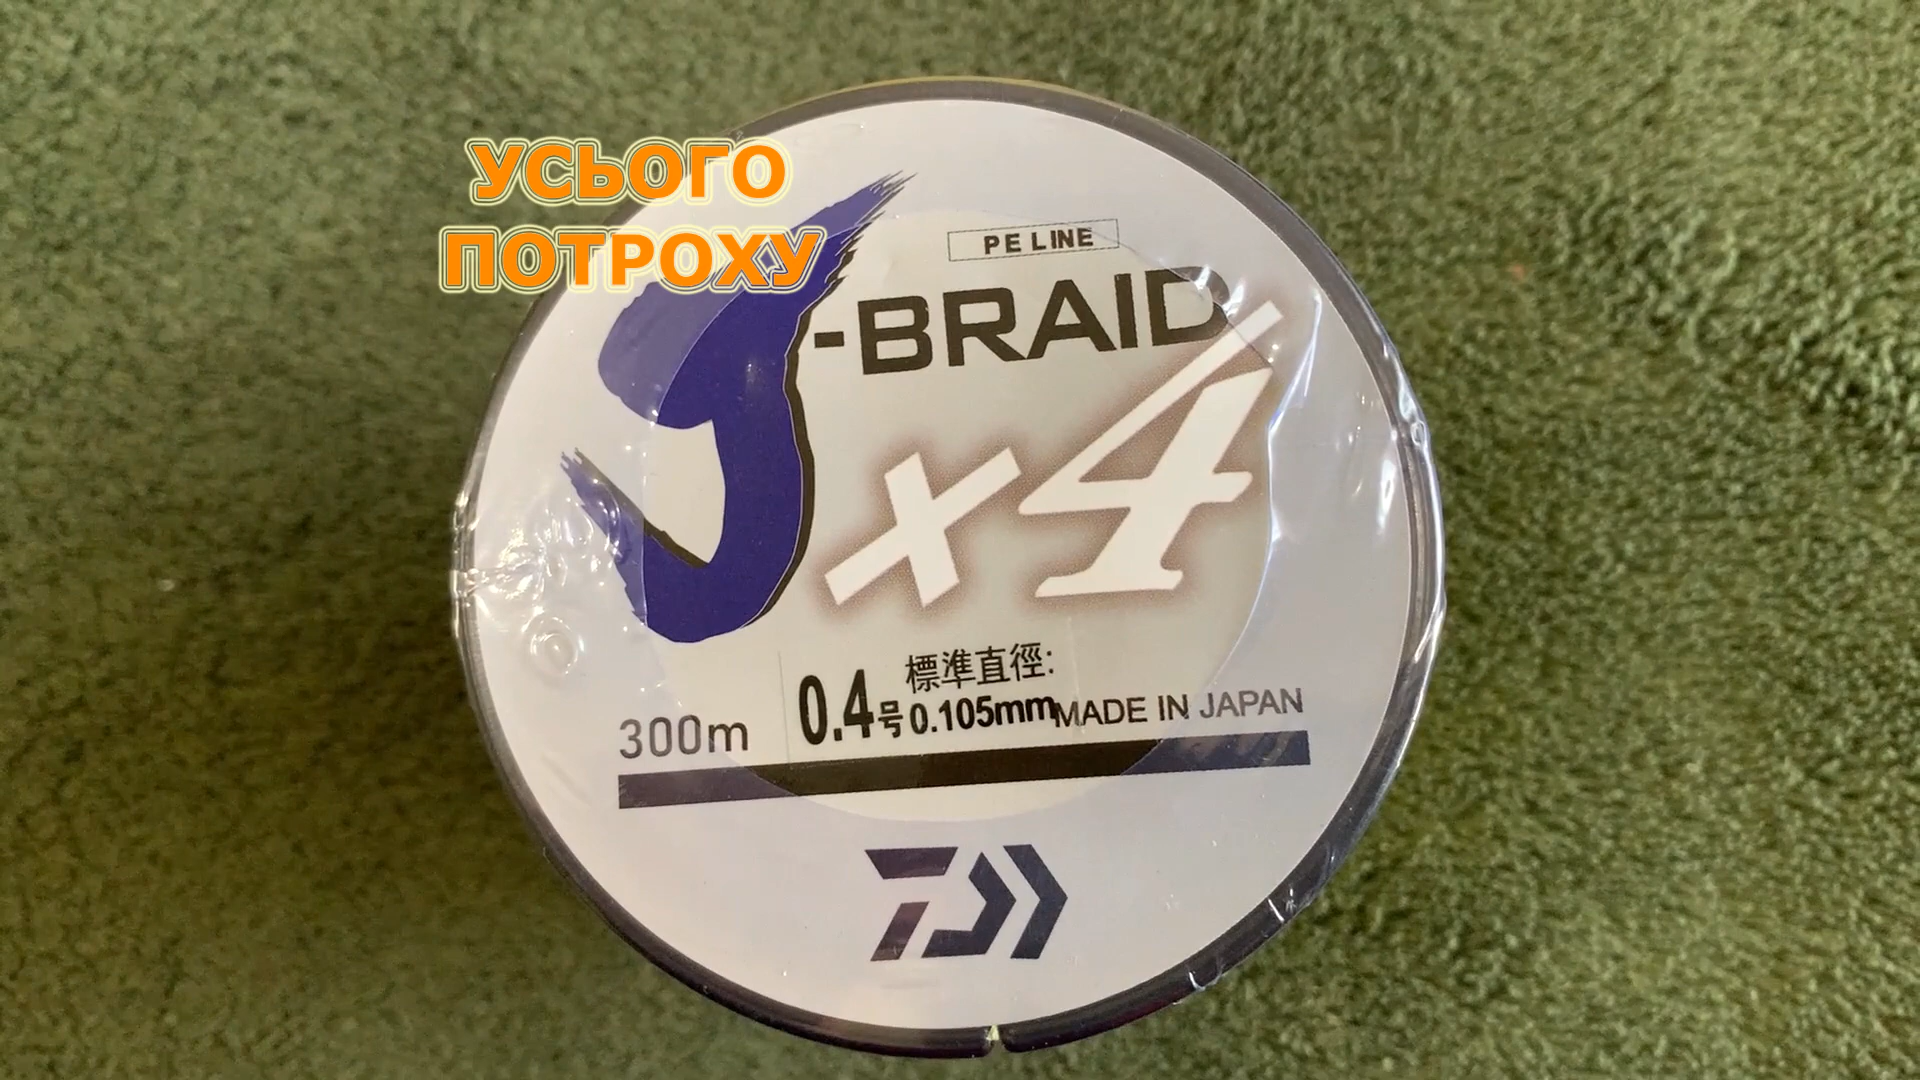 УСЬОГО
ПОТРОХУ
PE LINE
J-BRAID
x4
標準直徑:
300m 0.4号 0.105mm MADE IN JAPAN